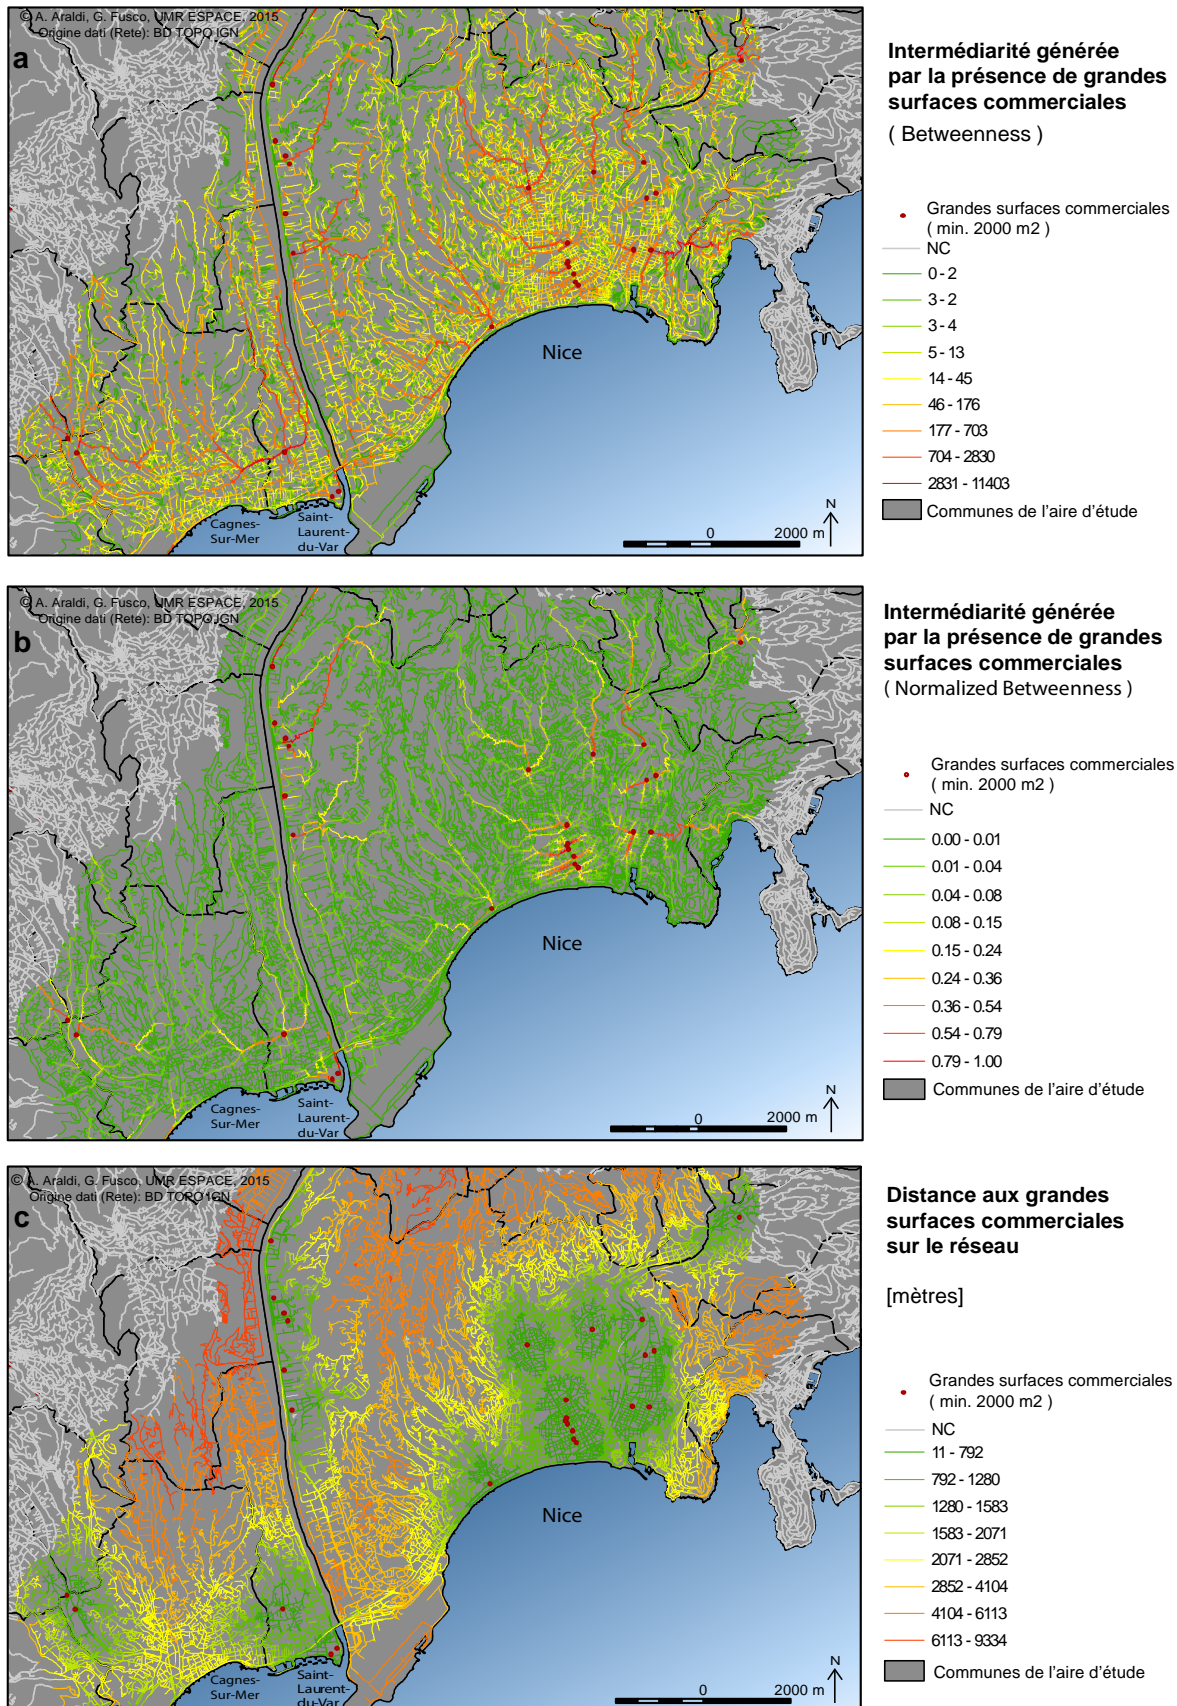 © A. Araldi, G. Fusco, UMR ESPACE, 2015
Origine dati (Rete): BD TOPO IGN
a
Nice
Cagnes-
Sur-Mer
Saint-
Laurent-
du-Var
0 2000 m
N
Intermédiarité générée
par la présence de grandes
surfaces commerciales
( Betweenness )
Grandes surfaces commerciales
( min. 2000 m2 )
NC
0 - 2
3 - 2
3 - 4
5 - 13
14 - 45
46 - 176
177 - 703
704 - 2830
2831 - 11403
Communes de l'aire d'étude
© A. Araldi, G. Fusco, UMR ESPACE, 2015
Origine dati (Rete): BD TOPO IGN
b
Nice
Cagnes-
Sur-Mer
Saint-
Laurent-
du-Var
0 2000 m
N
Intermédiarité générée
par la présence de grandes
surfaces commerciales
( Normalized Betweenness )
Grandes surfaces commerciales
( min. 2000 m2 )
NC
0.00 - 0.01
0.01 - 0.04
0.04 - 0.08
0.08 - 0.15
0.15 - 0.24
0.24 - 0.36
0.36 - 0.54
0.54 - 0.79
0.79 - 1.00
Communes de l'aire d'étude
© A. Araldi, G. Fusco, UMR ESPACE, 2015
Origine dati (Rete): BD TOPO IGN
c
Nice
Cagnes-
Sur-Mer
Saint-
Laurent-
du-Var
0 2000 m
N
Distance aux grandes
surfaces commerciales
sur le réseau
[mètres]
Grandes surfaces commerciales
( min. 2000 m2 )
NC
11 - 792
792 - 1280
1280 - 1583
1583 - 2071
2071 - 2852
2852 - 4104
4104 - 6113
6113 - 9334
Communes de l'aire d'étude